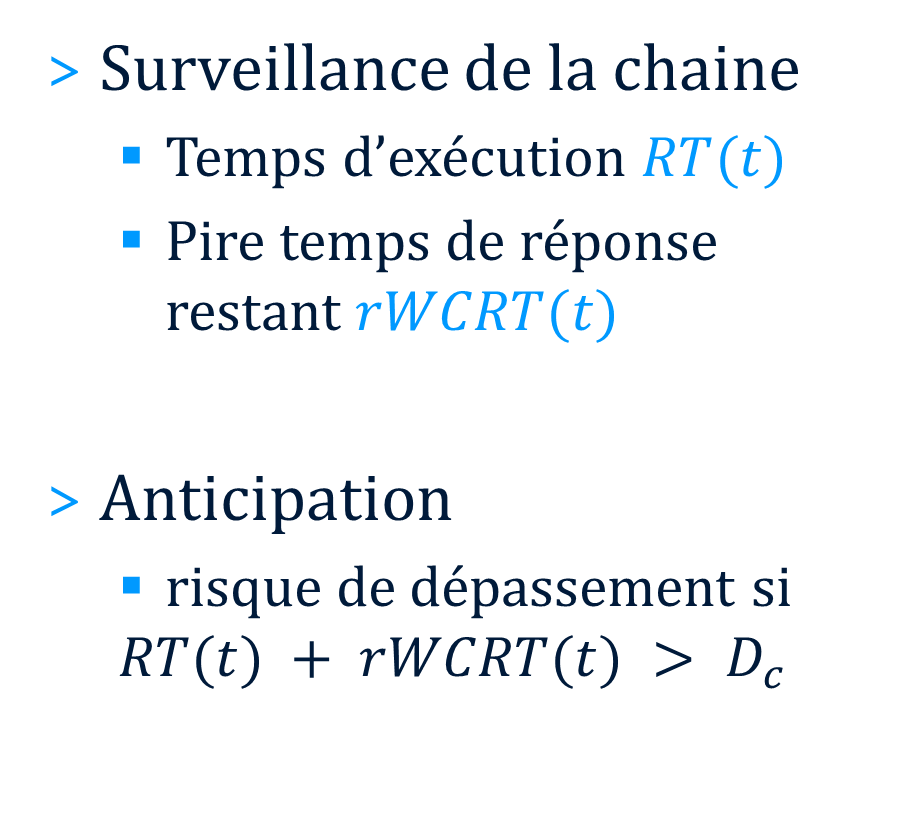 > Surveillance de la chaine
▪ Temps d’exécution RT(t)
▪ Pire temps de réponse
restant rWCRT(t)
> Anticipation
▪ risque de dépassement si
RT(t) + rWCRT(t) > D_c